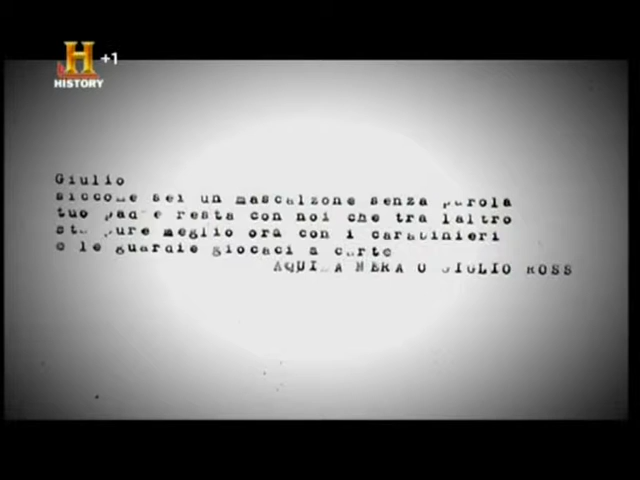 H +1
HISTORY
Giulio
siccome sei un mascalzone senza parola
tuo padre resta con noi che tra laltro
sta pure meglio ora con i carabinieri
o le guardie giocaci a carte
AQUILA NERA O GIGLIO ROSS